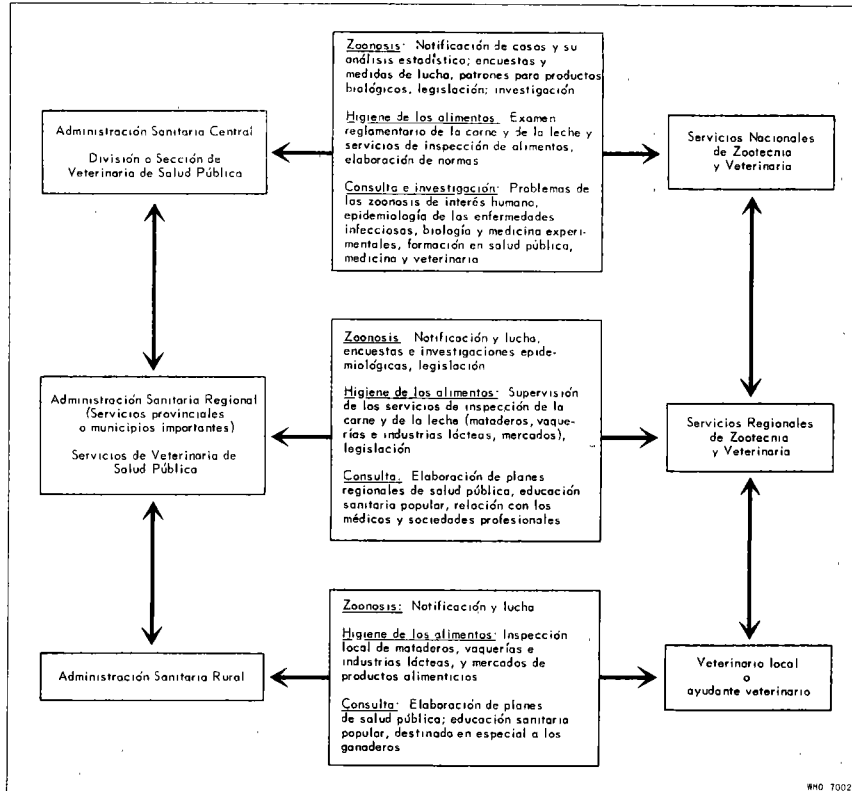 Zoonosis· Notificación de casos y su
análisis estadístico; encuestas y
medidas de lucha, patrones para productos
biológicos, legislación; investigación
Higiene de los alimentos. Examen
reglamentario de la carne y de la leche y
servicios de inspección de alimentos,
elaboración de normas
Consulta e investigación· Problemas de
las zoonosis de interés humano,
epidemiología de las enfermedades
infecciosas, biología y medicina experi-
mentales, formación en salud pública,
medicina y veterinaria
Administración Sanitaria Central
División o Sección de
Veterinaria de Salud Pública
Servicios Nacionales
de Zootecnia
y Veterinaria
Zoonosis Notificación y lucha,
encuestas e investigaciones epide-
miológicas, legislación
Higiene de los alimentos· Supervisión
de los servicios de inspección de la
carne y de la leche (mataderos, vaque-
rías e industrias lácteas, mercados),
legislación
Consulta. Elaboración de planes
regionales de salud pública, educación
sanitaria popular, relación con los
médicos y sociedades profesionales
Administración Sanitaria Regional
(Servicios provinciales
o municipios importantes)
Servicios de Veterinaria de
Salud Pública
Servicios Regionales
de Zootecnia
y Veterinaria
Zoonosis: Notificación y lucha
Higiene de los alimentos· Inspección
local de mataderos, vaquerías e
industrias lácteas, y mercados de
productos alimenticios
Consulta· Elaboración de planes
de salud pública; educación sanitaria
popular, destinado en especial a los
ganaderos
Administración Sanitaria Rural
Veterinario local
o
ayudante veterinario
WHO 7002